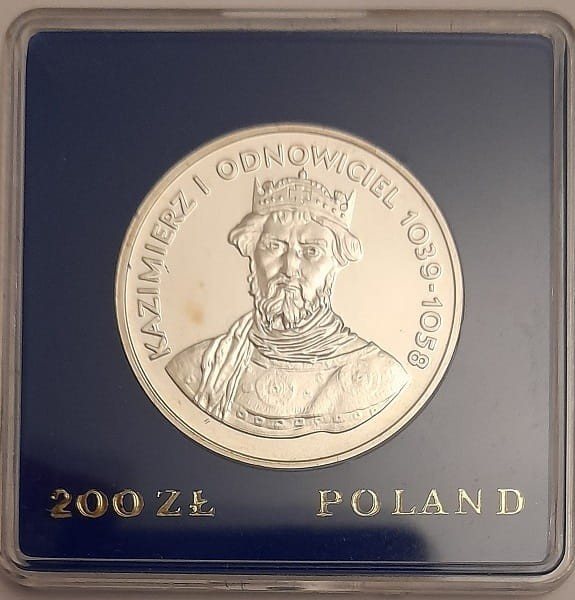 KAZIMIERZ I ODNOWICIEL 1039-1058
200 ZŁ POLAND